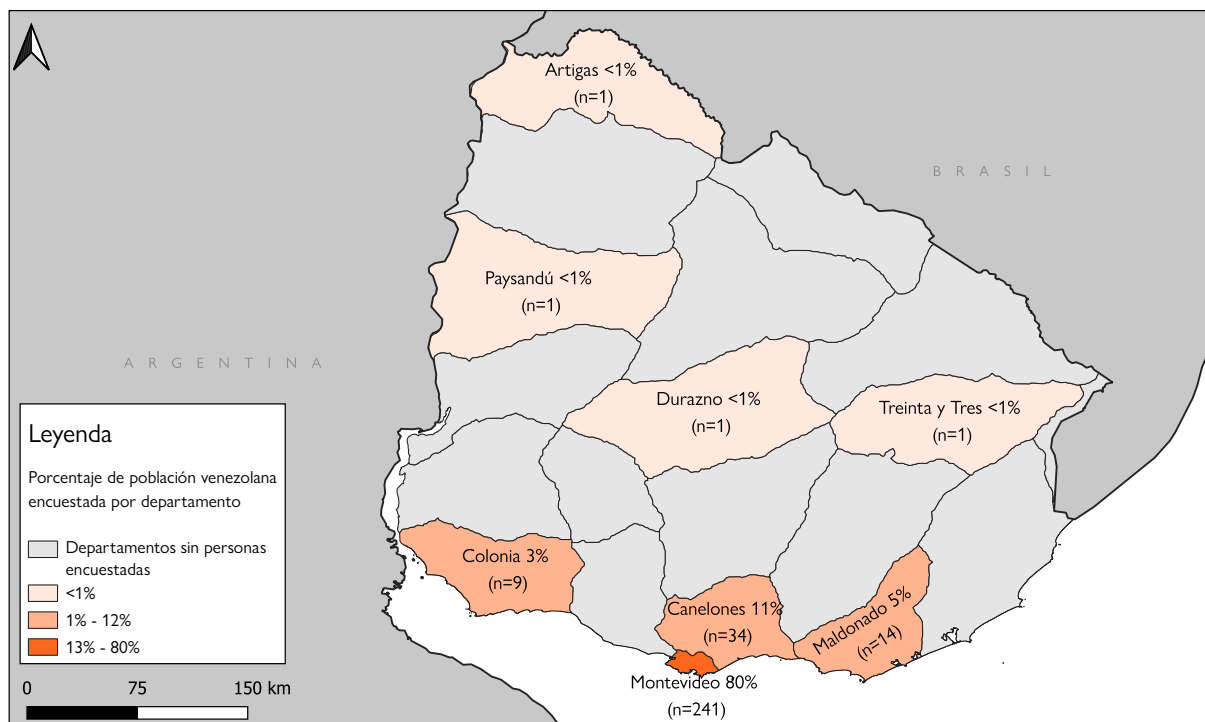 Artigas <1%
(n=1)
BRASIL
Paysandú <1%
(n=1)
ARGENTINA
Durazno <1%
(n=1)
Treinta y Tres <1%
(n=1)
Leyenda
Porcentaje de población venezolana
encuestada por departamento
Departamentos sin personas
encuestadas
<1%
1% - 12%
13% - 80%
Colonia 3%
(n=9)
Canelones 11%
(n=34)
Maldonado 5%
(n=14)
Montevideo 80%
(n=241)
0 75 150 km